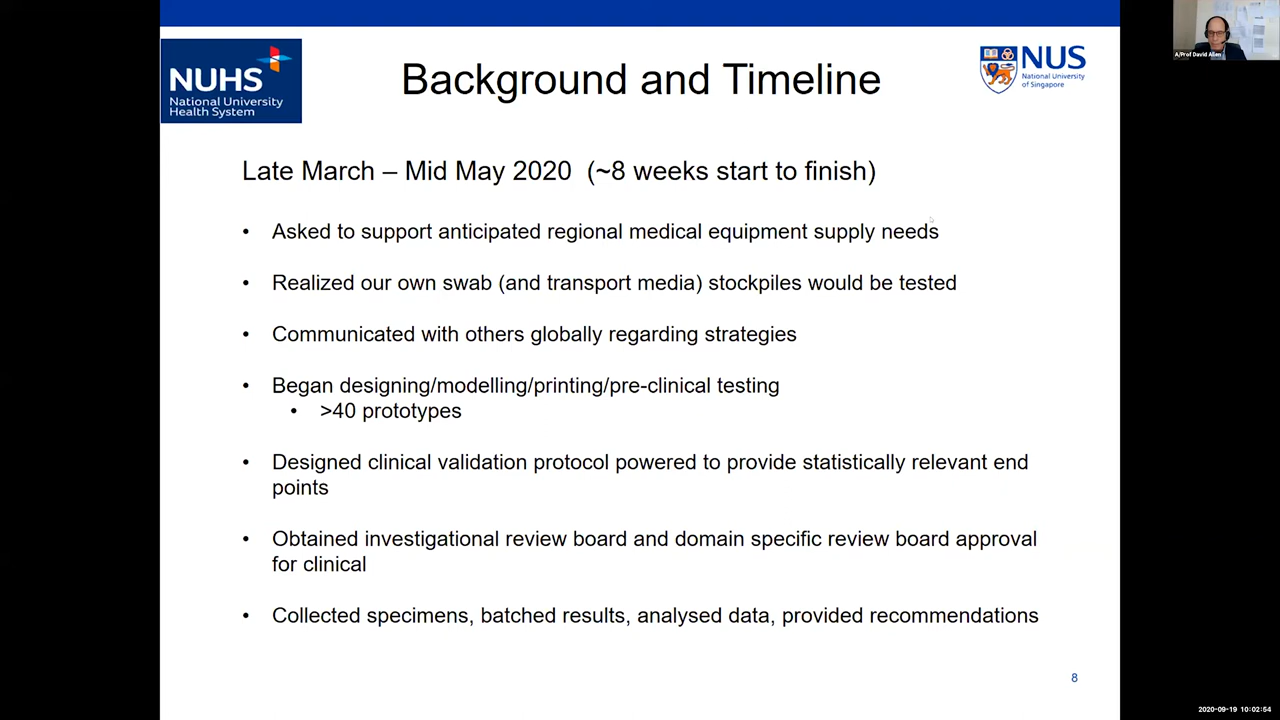 NUHS
National University
Health System
Background and Timeline
NUS
National University
of Singapore
A/Prof David Allen
Late March – Mid May 2020 (~8 weeks start to finish)
• Asked to support anticipated regional medical equipment supply needs
• Realized our own swab (and transport media) stockpiles would be tested
• Communicated with others globally regarding strategies
• Began designing/modelling/printing/pre-clinical testing
• >40 prototypes
• Designed clinical validation protocol powered to provide statistically relevant end
points
• Obtained investigational review board and domain specific review board approval
for clinical
• Collected specimens, batched results, analysed data, provided recommendations
8
2020-09-19 10:02:54